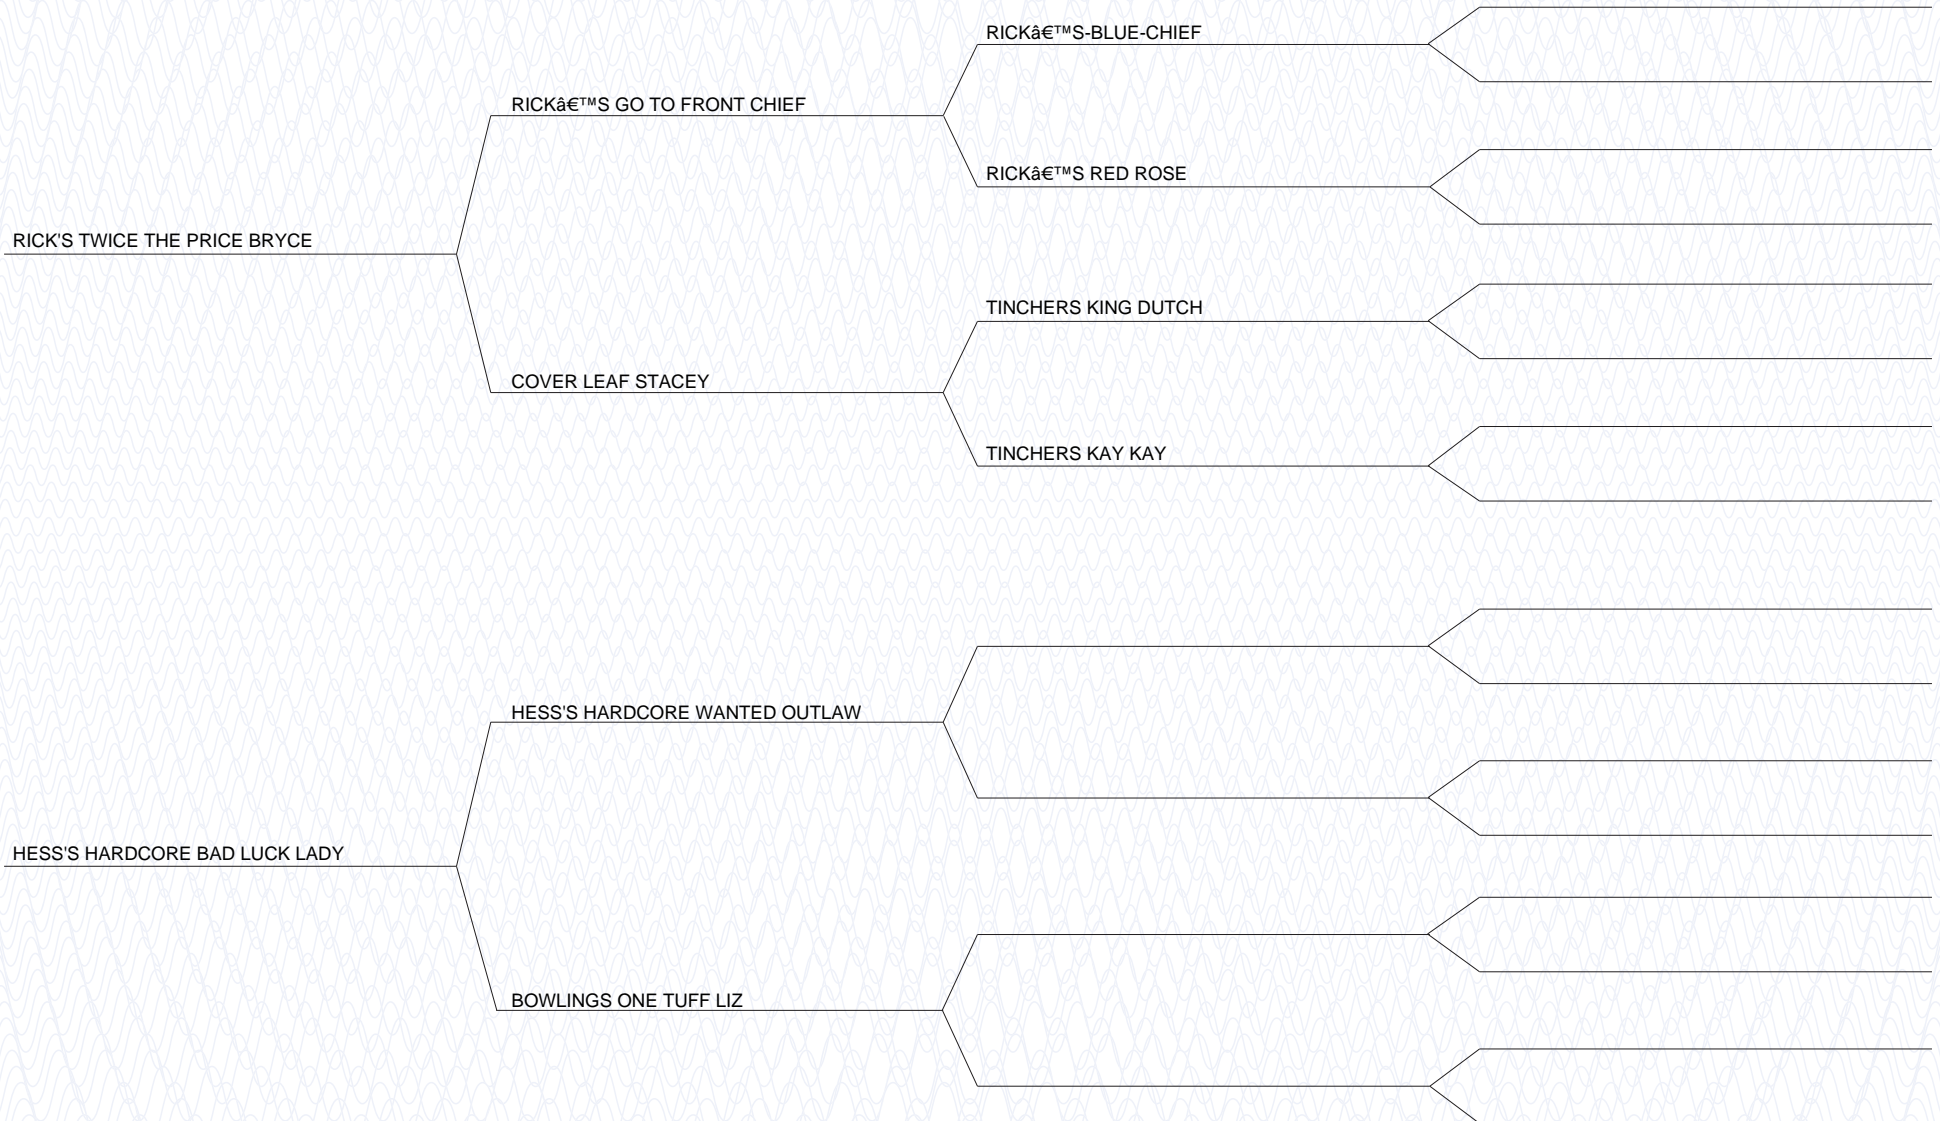 RICKâ€™S-BLUE-CHIEF
RICKâ€™S GO TO FRONT CHIEF
RICKâ€™S RED ROSE
RICK'S TWICE THE PRICE BRYCE
TINCHERS KING DUTCH
COVER LEAF STACEY
TINCHERS KAY KAY
HESS'S HARDCORE WANTED OUTLAW
HESS'S HARDCORE BAD LUCK LADY
BOWLINGS ONE TUFF LIZ